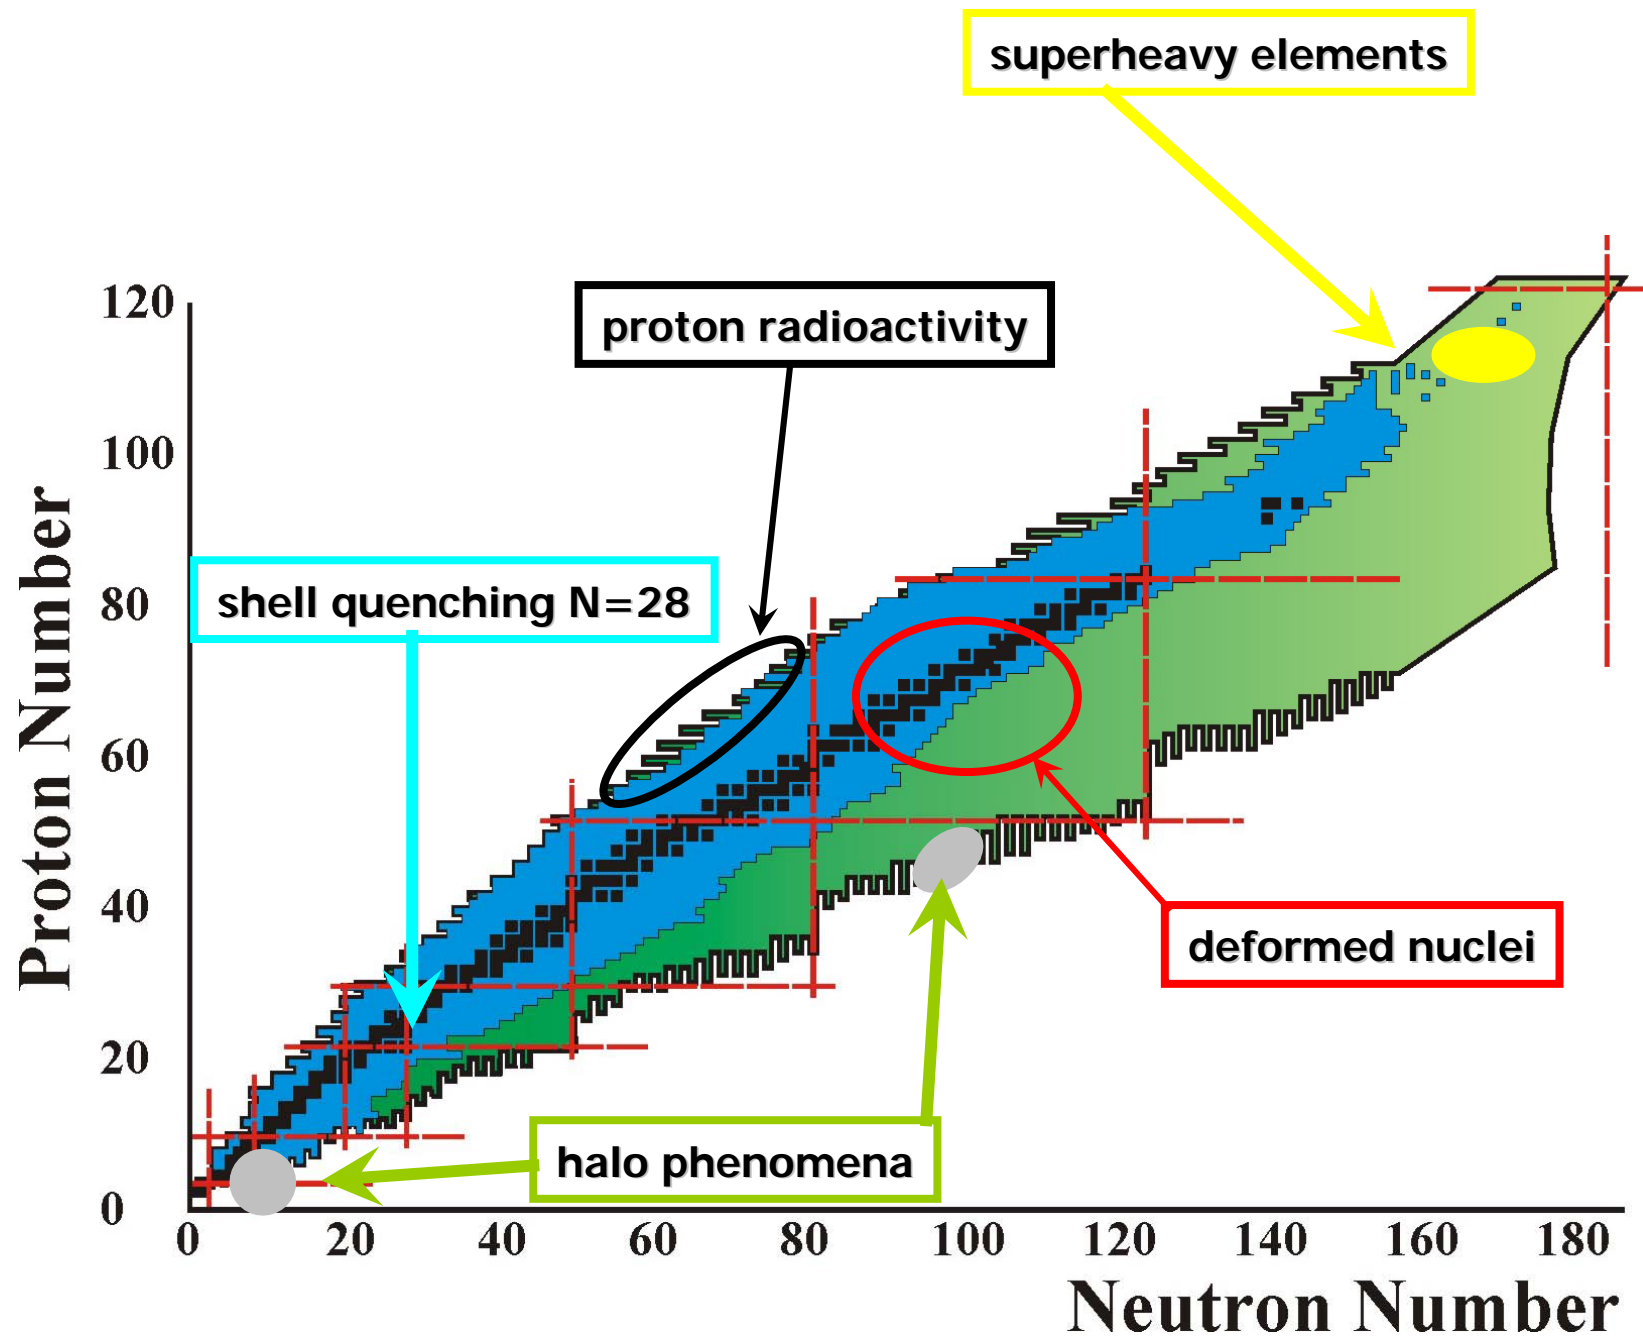 superheavy elements
proton radioactivity
shell quenching N=28
deformed nuclei
halo phenomena
Proton Number
120
100
80
60
40
20
0
0 20 40 60 80 100 120 140 160 180
Neutron Number